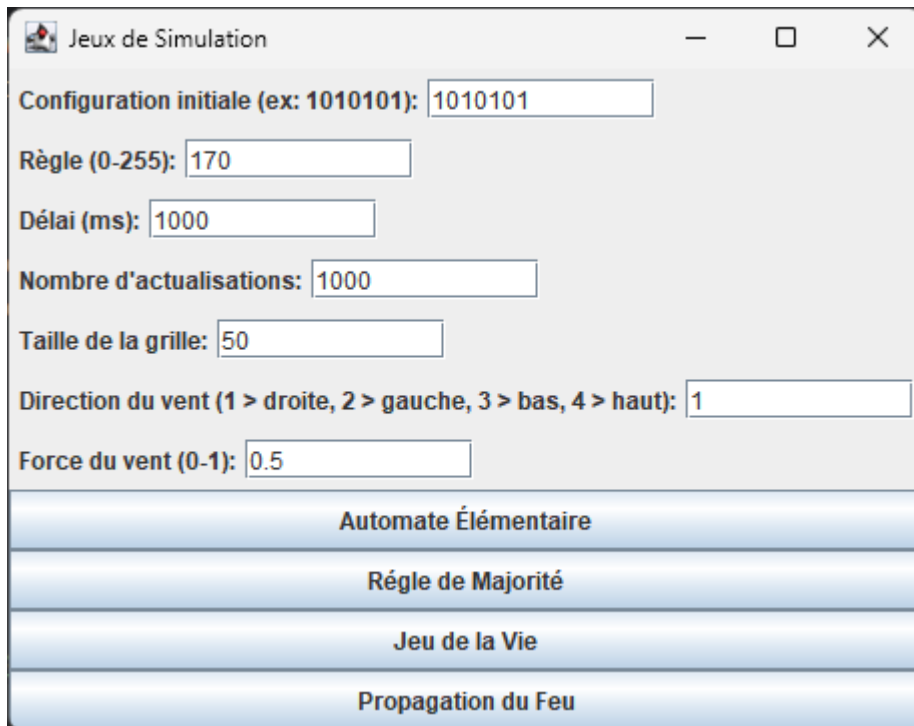 Jeux de Simulation
Configuration initiale (ex: 1010101): 1010101
Règle (0-255): 170
Délai (ms): 1000
Nombre d'actualisations: 1000
Taille de la grille: 50
Direction du vent (1 > droite, 2 > gauche, 3 > bas, 4 > haut): 1
Force du vent (0-1): 0.5
Automate Élémentaire
Régle de Majorité
Jeu de la Vie
Propagation du Feu